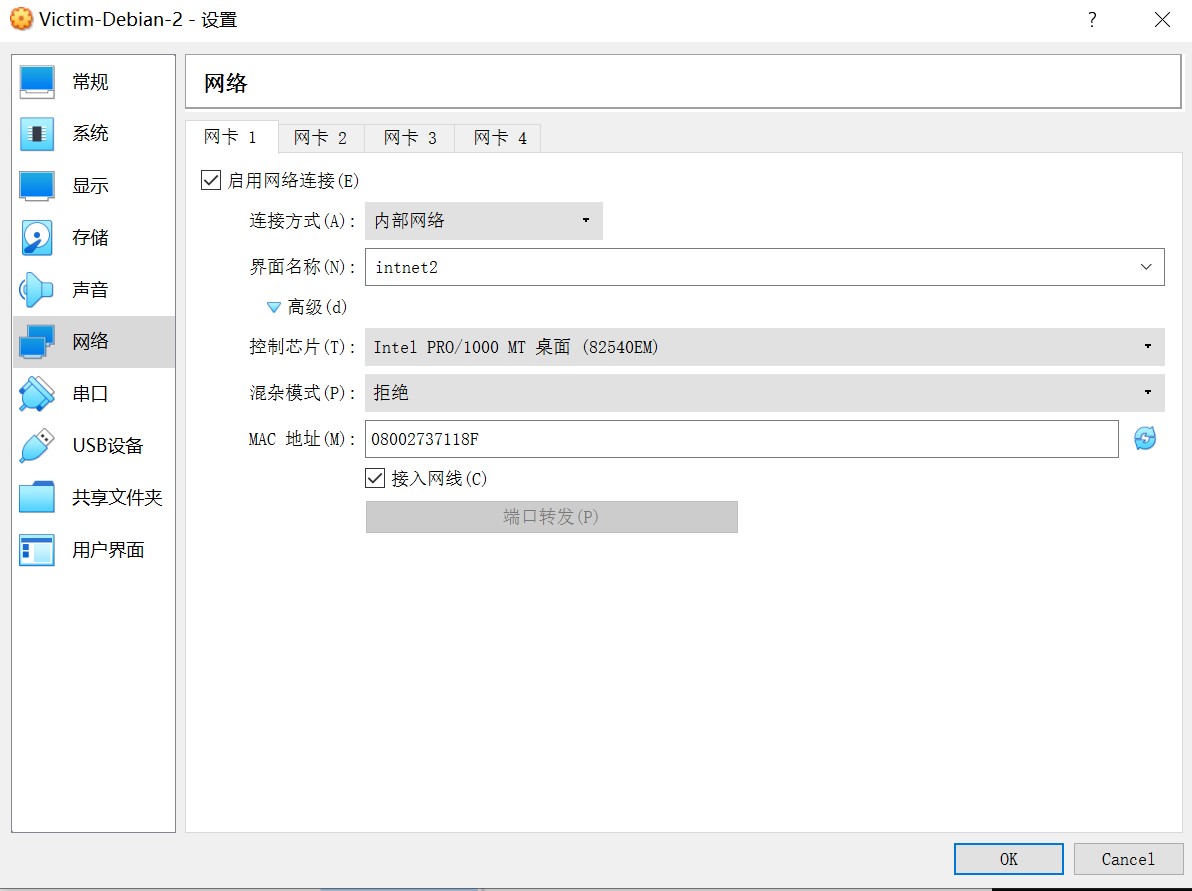 Victim-Debian-2 - 设置
?
常规
系统
显示
存储
声音
网络
串口
USB设备
共享文件夹
用户界面
网络
网卡 1 网卡 2 网卡 3 网卡 4
启用网络连接(E)
连接方式(A): 内部网络
界面名称(N): intnet2
高级(d)
控制芯片(T): Intel PRO/1000 MT 桌面 (82540EM)
混杂模式(P): 拒绝
MAC 地址(M): 08002737118F
接入网线(C)
端口转发(P)
OK Cancel